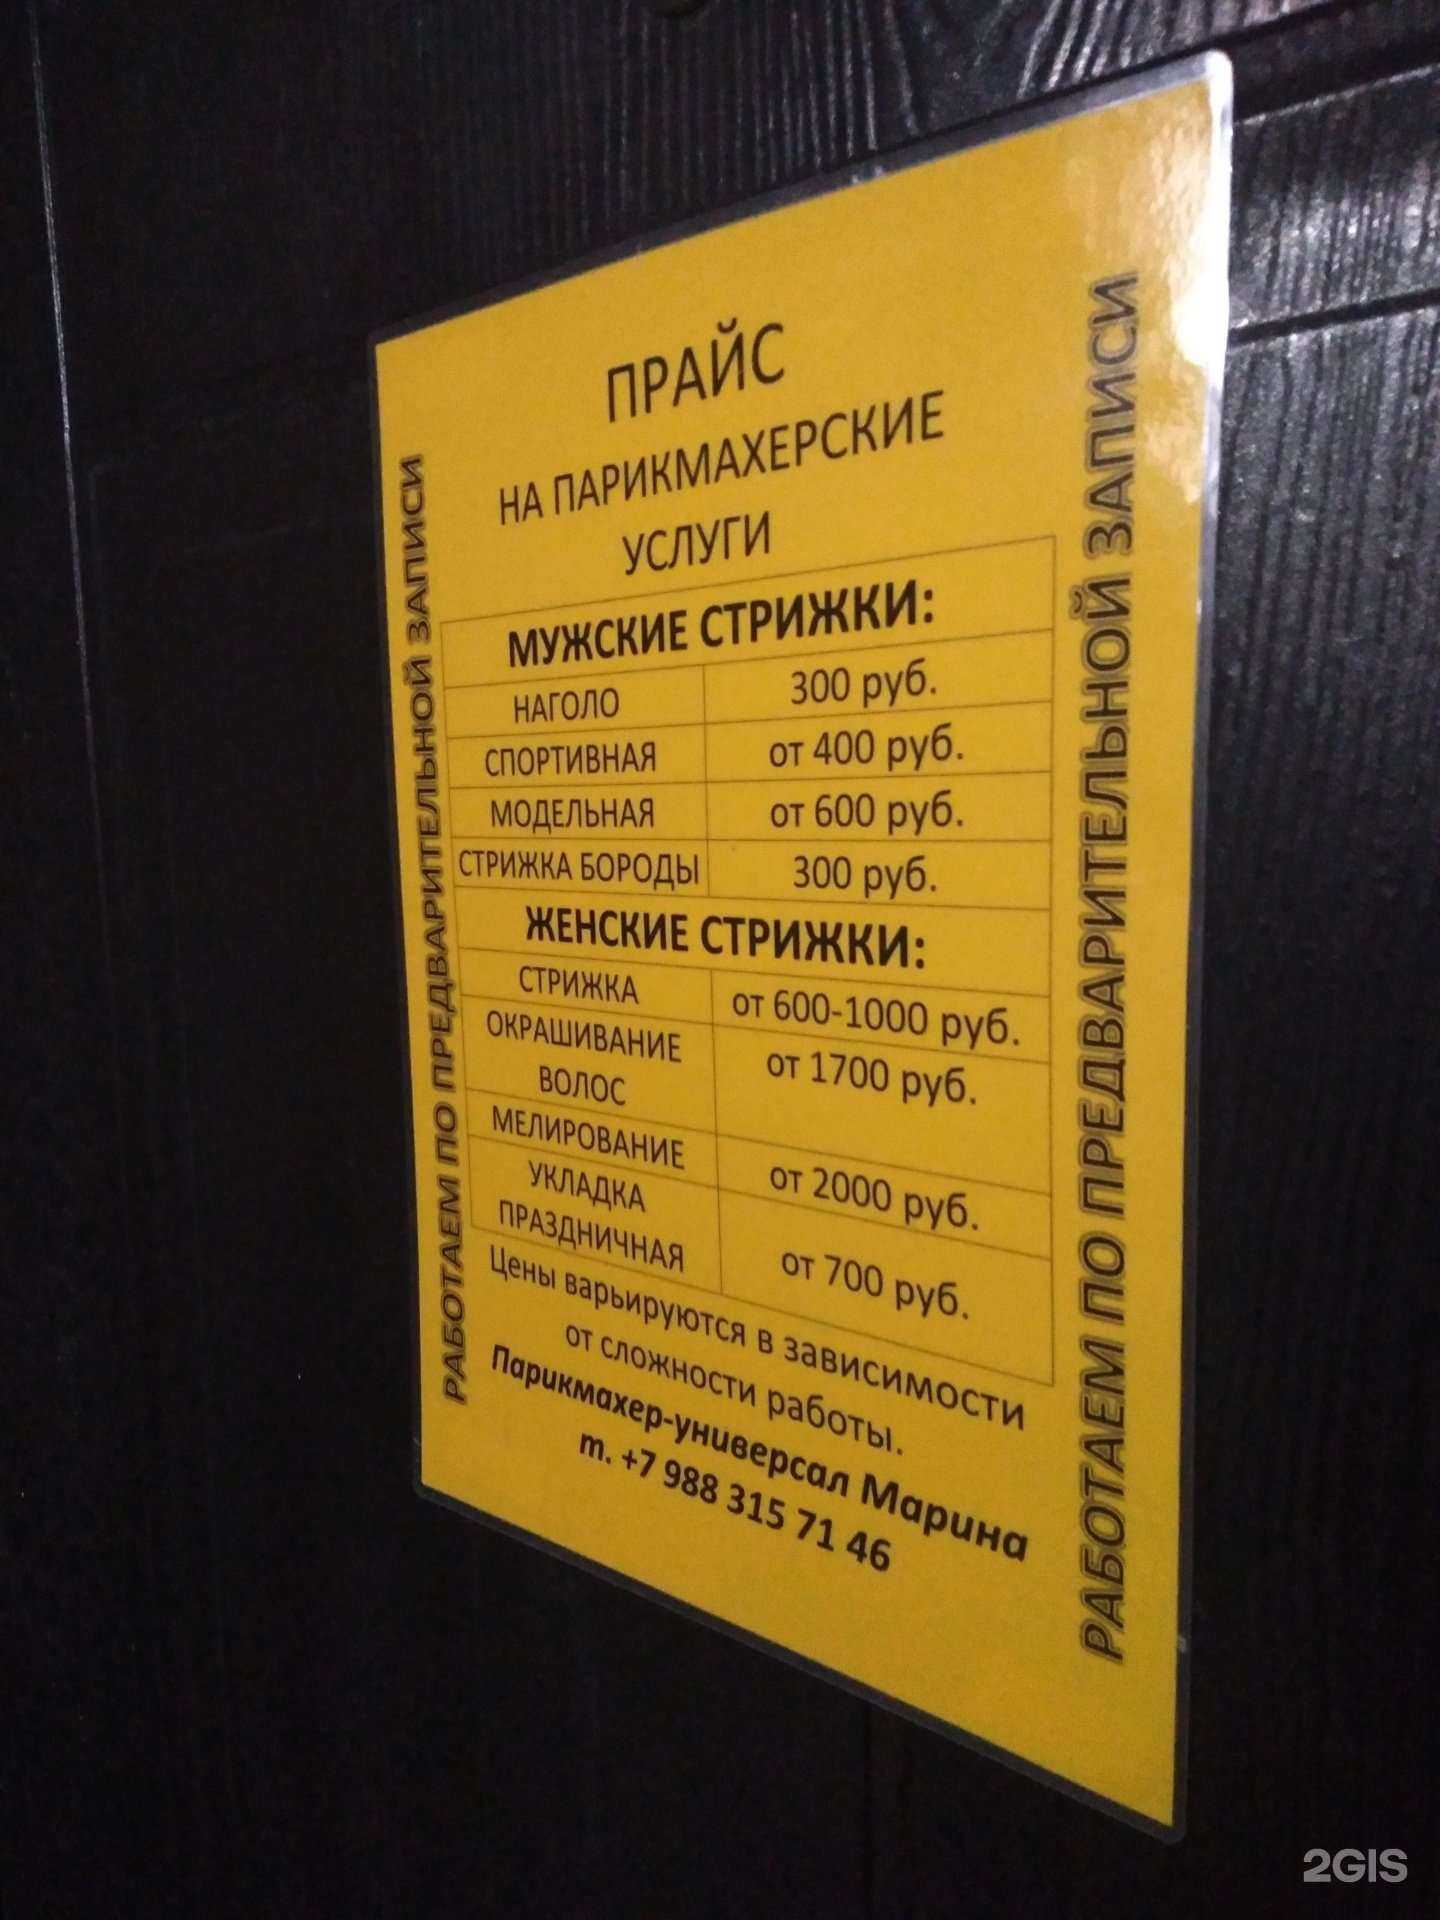 ПРАЙС
НА ПАРИКМАХЕРСКИЕ
УСЛУГИ
МУЖСКИЕ СТРИЖКИ:
НАГОЛО 300 руб.
СПОРТИВНАЯ от 400 руб.
МОДЕЛЬНАЯ от 600 руб.
СТРИЖКА БОРОДЫ 300 руб.
ЖЕНСКИЕ СТРИЖКИ:
СТРИЖКА от 600-1000 руб.
ОКРАШИВАНИЕ от 1700 руб.
ВОЛОС
МЕЛИРОВАНИЕ от 2000 руб.
УКЛАДКА
ПРАЗДНИЧНАЯ от 700 руб.
Цены варьируются в зависимости
от сложности работы.
Парикмахер-универсал Марина
т. +7 988 315 71 46
РАБОТАЕМ ПО ПРЕДВАРИТЕЛЬНОЙ ЗАПИСИ
РАБОТАЕМ ПО ПРЕДВАРИТЕЛЬНОЙ ЗАПИСИ
2GIS